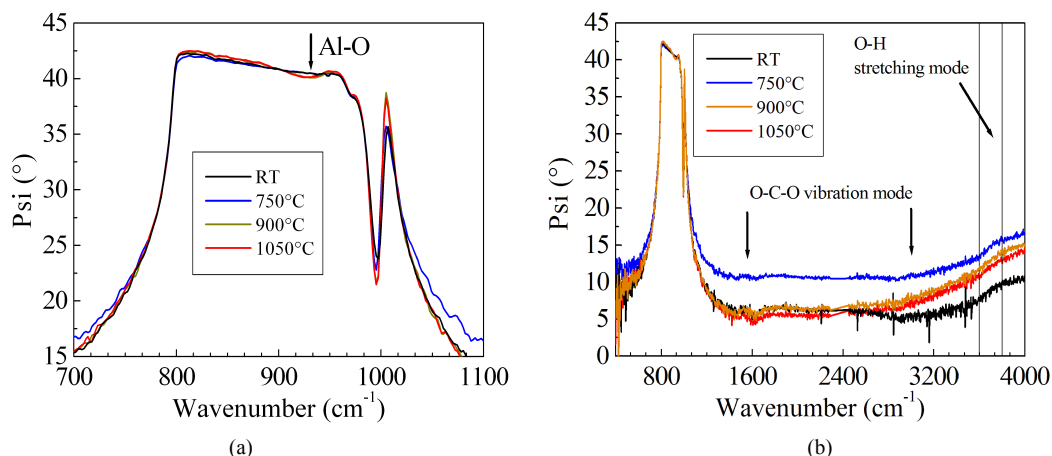 45
40
35
30
25
20
15
Psi (°)
Al-O
RT
750°C
900°C
1050°C
700 800 900 1000 1100
Wavenumber (cm-1)
(a)
45
40
35
30
25
20
15
10
5
0
Psi (°)
RT
750°C
900°C
1050°C
O-H
stretching mode
O-C-O vibration mode
800 1600 2400 3200 4000
Wavenumber (cm-1)
(b)